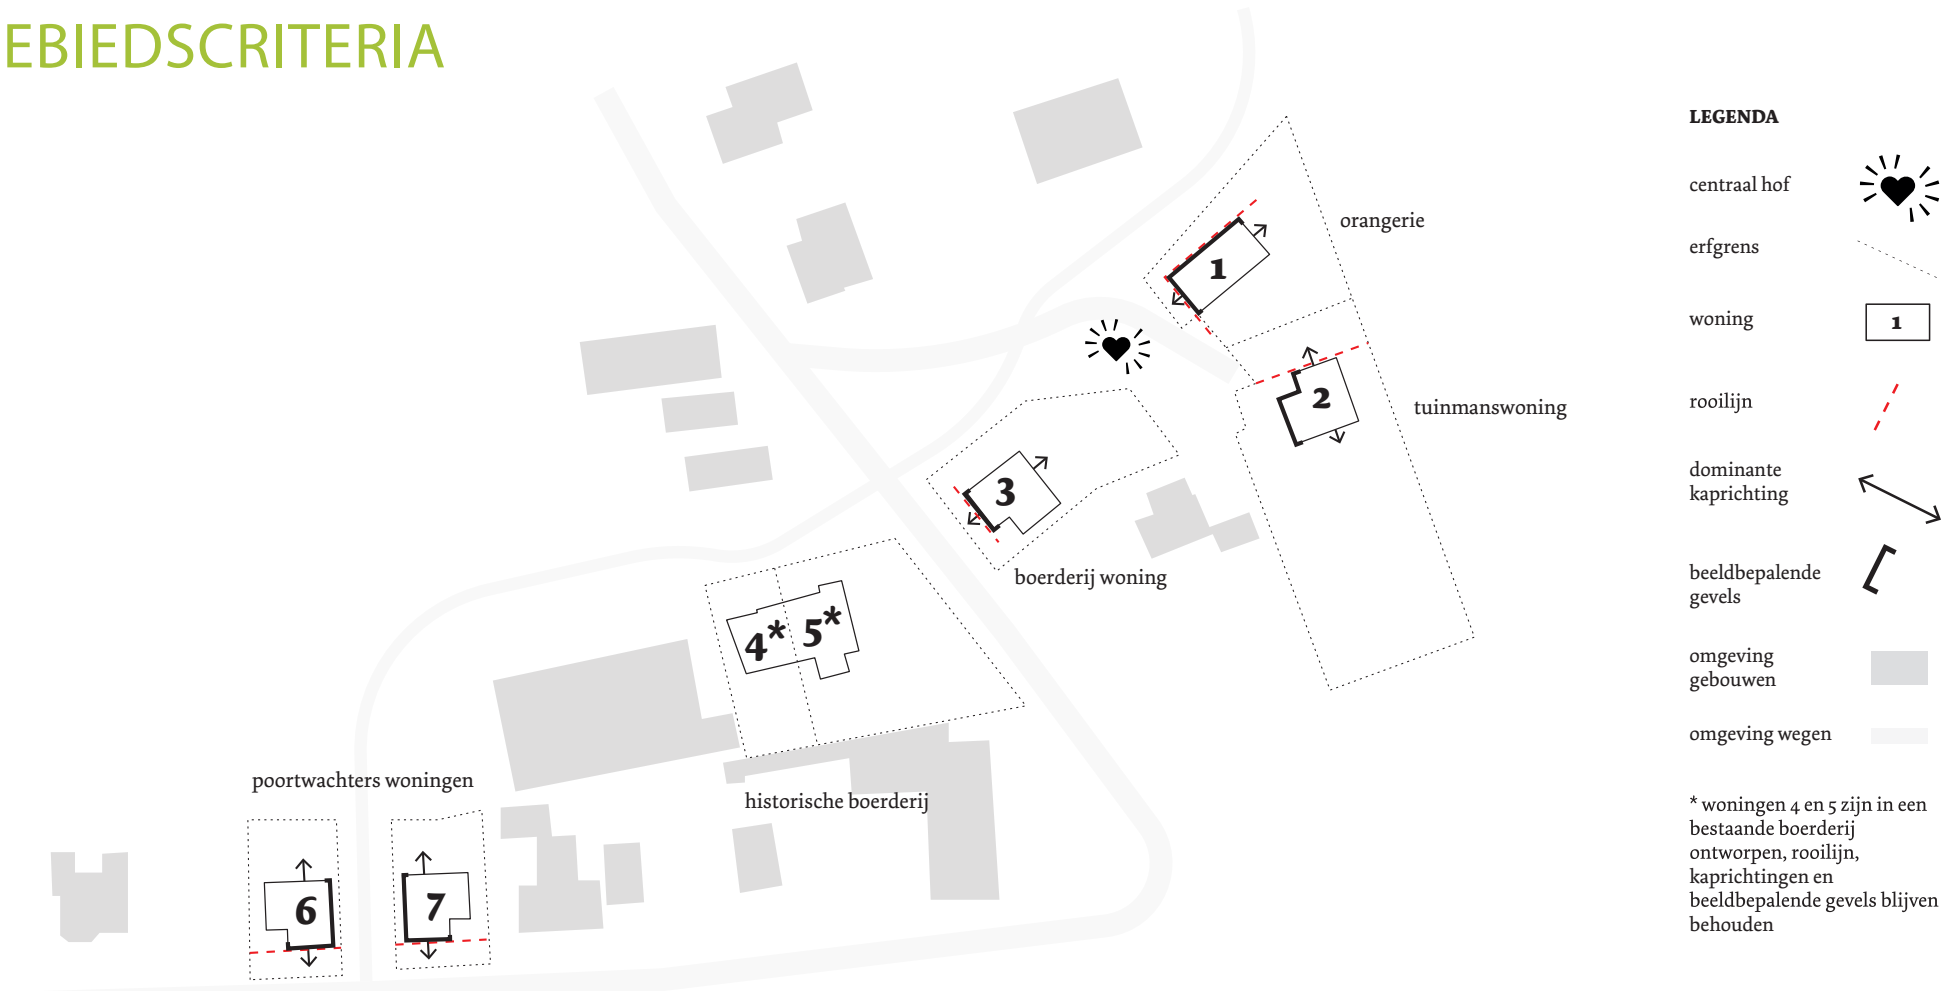 EBIEDSCRITERIA
orangerie
1
2
tuinmanswoning
3
boerderij woning
4*
5*
historische boerderij
poortwachters woningen
6
7
LEGENDA
centraal hof
erfgrens
woning
1
rooilijn
dominante
kaprichting
beeldbepalende
gevels
omgeving
gebouwen
omgeving wegen
* woningen 4 en 5 zijn in een
bestaande boerderij
ontworpen, rooilijn,
kaprichtingen en
beeldbepalende gevels blijven
behouden